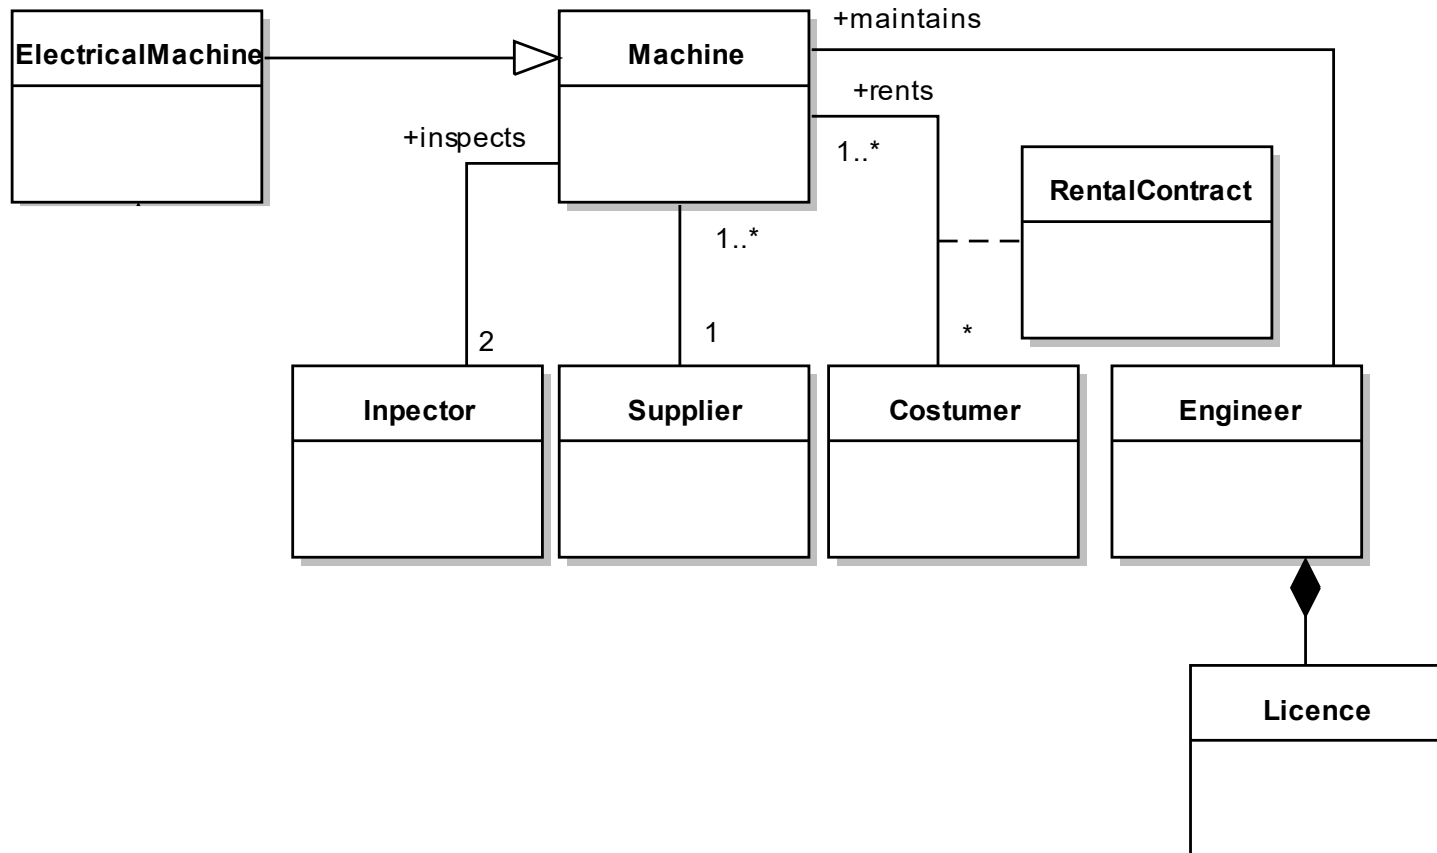 +maintains
ElectricalMachine
Machine
+rents
+inspects
1..*
RentalContract
1..*
2
1
*
Inpector
Supplier
Costumer
Engineer
Licence